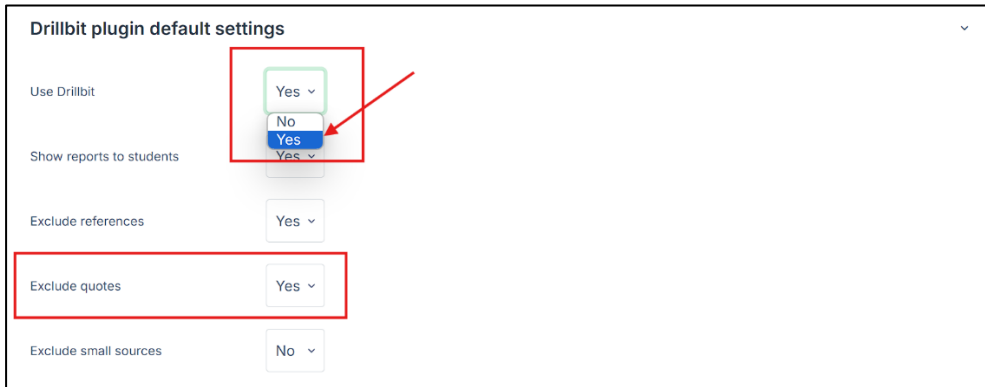 Drillbit plugin default settings
Use Drillbit Yes
No
Yes
Show reports to students Yes
Exclude references Yes
Exclude quotes Yes
Exclude small sources No